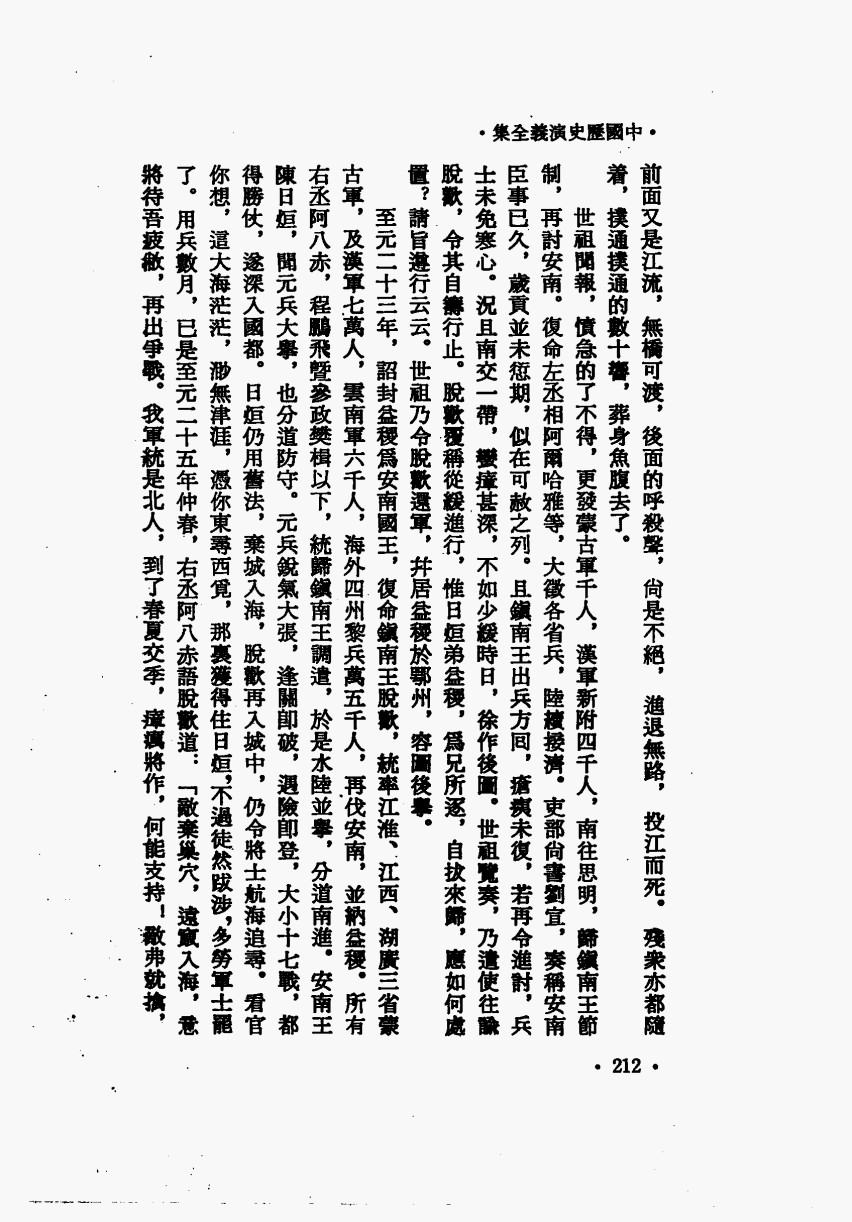 ·中國歷史演義全集·
前面又是江流，無橋可渡，後面的呼殺聲，尙是不絕，進退無路，投江而死。殘衆亦都隨
着，撲通撲通的數十響，葬身魚腹去了。
世祖聞報，憤急的了不得，更發蒙古軍千人，漢軍新附四千人，南往思明，歸鎭南王節
制，再討安南。復命左丞相阿爾哈雅等，大徵各省兵，陸續接濟。吏部尙書劉宣，奏稱安南
臣事已久，歲貢並未愆期，似在可赦之列。且鎭南王出兵方回，瘡痍未復，若再令進討，兵
士未免寒心。況且南交一帶，蠻瘴甚深，不如少緩時日，徐作後圖。世祖覽奏，乃遣使往諭
脫歡，令其自籌行止。脫歡覆稱從緩進行，惟日烜弟益稷，爲兄所逐，自拔來歸，應如何處
置？請旨遵行云云。世祖乃令脫歡還軍，幷居益稷於鄂州，容圖後擧。
至元二十三年，詔封益稷爲安南國王，復命鎭南王脫歡，統率江淮、江西、湖廣三省蒙
古軍，及漢軍七萬人，雲南軍六千人，海外四州黎兵萬五千人，再伐安南，並納益稷。所有
右丞阿八赤，程鵬飛曁參政樊楫以下，統歸鎭南王調遣，於是水陸並擧，分道南進。安南王
陳日烜，聞元兵大擧，也分道防守。元兵銳氣大張，逢關卽破，遇險卽登，大小十七戰，都
得勝仗，遂深入國都。日烜仍用舊法，棄城入海，脫歡再入城中，仍令將士航海追尋。看官
你想，這大海茫茫，渺無津涯，憑你東尋西覓，那裏獲得住日烜，不過徒然跋涉，多勞軍士罷
了。用兵數月，已是至元二十五年仲春，右丞阿八赤語脫歡道：「敵棄巢穴，遠竄入海，意
將待吾疲敝，再出爭戰。我軍統是北人，到了春夏交季，瘴癘將作，何能支持！敵弗就擒，
·212·